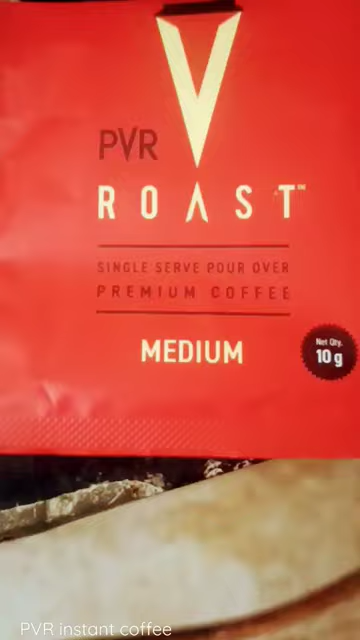 V
PVR
ROAST™
SINGLE SERVE POUR OVER
PREMIUM COFFEE
MEDIUM
Net Qty.
10 g
PVR instant coffee